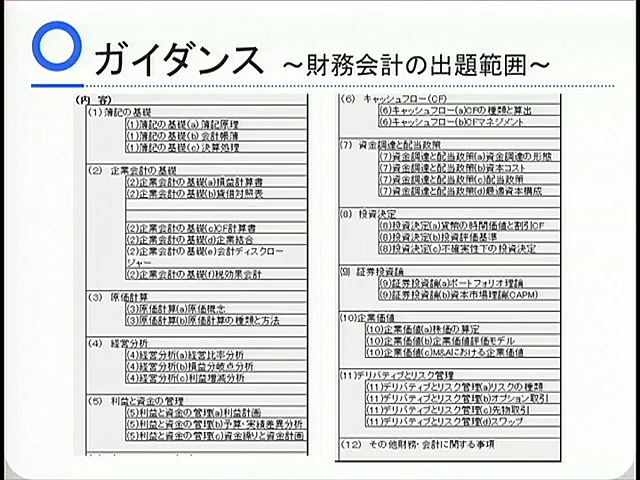 ガイダンス ～財務会計の出題範囲～
(内 容)
(1) 簿記の基礎
(1)簿記の基礎(a)簿記原理
(1)簿記の基礎(b)会計帳簿
(1)簿記の基礎(c)決算処理
(2) 企業会計の基礎
(2)企業会計の基礎(a)損益計算書
(2)企業会計の基礎(b)貸借対照表
(2)企業会計の基礎(c)CF計算書
(2)企業会計の基礎(d)企業結合
(2)企業会計の基礎(e)会計ディスクロー
ジャー
(2)企業会計の基礎(f)税効果会計
(3) 原価計算
(3)原価計算(a)原価概念
(3)原価計算(b)原価計算の種類と方法
(4) 経営分析
(4)経営分析(a)経営比率分析
(4)経営分析(b)損益分岐点分析
(4)経営分析(c)利益増減分析
(5) 利益と資金の管理
(5)利益と資金の管理(a)利益計画
(5)利益と資金の管理(b)予算・実績差異分析
(5)利益と資金の管理(c)資金繰りと資金計画
(6) キャッシュフロー(CF)
(6)キャッシュフロー(a)CFの種類と算出
(6)キャッシュフロー(b)CFマネジメント
(7) 資金調達と配当政策
(7)資金調達と配当政策(a)資金調達の形態
(7)資金調達と配当政策(b)資本コスト
(7)資金調達と配当政策(c)配当政策
(7)資金調達と配当政策(d)最適資本構成
(8) 投資決定
(8)投資決定(a)貨幣の時間価値と割引CF
(8)投資決定(b)投資評価基準
(8)投資決定(c)不確実性下の投資決定
(9) 証券投資論
(9)証券投資論(a)ポートフォリオ理論
(9)証券投資論(b)資本市場理論(CAPM)
(10)企業価値
(10)企業価値(a)株価の算定
(10)企業価値(b)企業価値評価モデル
(10)企業価値(c)M&Aにおける企業価値
(11)デリバティブとリスク管理
(11)デリバティブとリスク管理(a)リスクの種類
(11)デリバティブとリスク管理(b)オプション取引
(11)デリバティブとリスク管理(c)先物取引
(11)デリバティブとリスク管理(d)スワップ
(12) その他財務・会計に関する事項